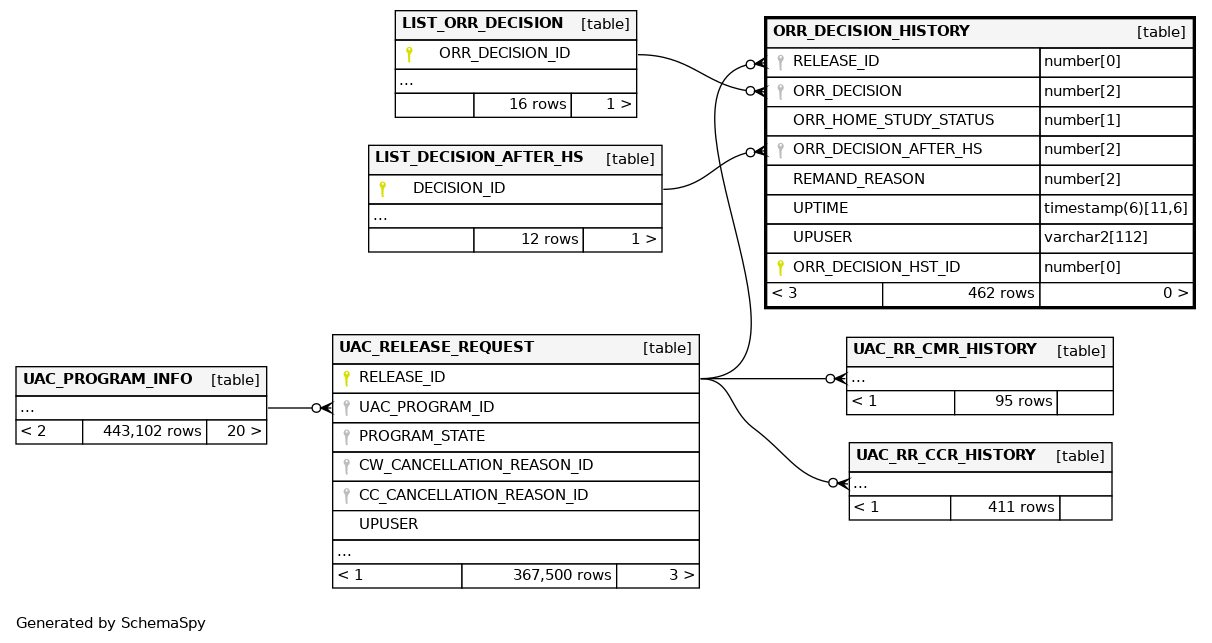 LIST_ORR_DECISION [table]
ORR_DECISION_ID
...
16 rows 1 >
LIST_DECISION_AFTER_HS [table]
DECISION_ID
...
12 rows 1 >
ORR_DECISION_HISTORY [table]
RELEASE_ID number[0]
ORR_DECISION number[2]
ORR_HOME_STUDY_STATUS number[1]
ORR_DECISION_AFTER_HS number[2]
REMAND_REASON number[2]
UPTIME timestamp(6)[11,6]
UPUSER varchar2[112]
ORR_DECISION_HST_ID number[0]
< 3 462 rows 0 >
UAC_PROGRAM_INFO [table]
...
< 2 443,102 rows 20 >
UAC_RELEASE_REQUEST [table]
RELEASE_ID
UAC_PROGRAM_ID
PROGRAM_STATE
CW_CANCELLATION_REASON_ID
CC_CANCELLATION_REASON_ID
UPUSER
...
< 1 367,500 rows 3 >
UAC_RR_CMR_HISTORY [table]
...
< 1 95 rows
UAC_RR_CCR_HISTORY [table]
...
< 1 411 rows
Generated by SchemaSpy